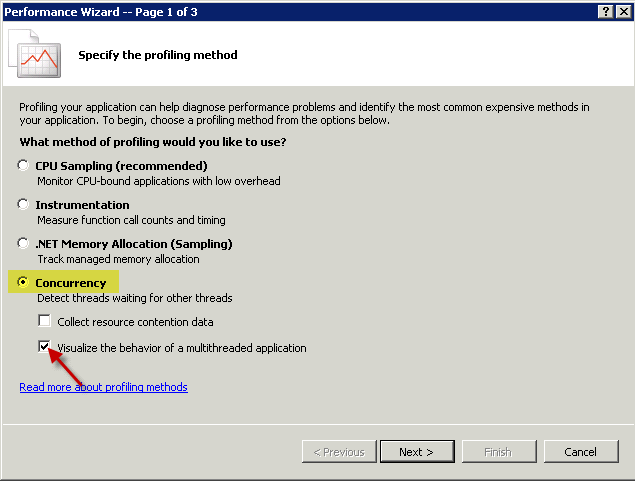 Performance Wizard -- Page 1 of 3
Specify the profiling method
Profiling your application can help diagnose performance problems and identify the most common expensive methods in
your application. To begin, choose a profiling method from the options below.
What method of profiling would you like to use?
CPU Sampling (recommended)
Monitor CPU-bound applications with low overhead
Instrumentation
Measure function call counts and timing
.NET Memory Allocation (Sampling)
Track managed memory allocation
Concurrency
Detect threads waiting for other threads
Collect resource contention data
Visualize the behavior of a multithreaded application
Read more about profiling methods
< Previous
Next >
Finish
Cancel